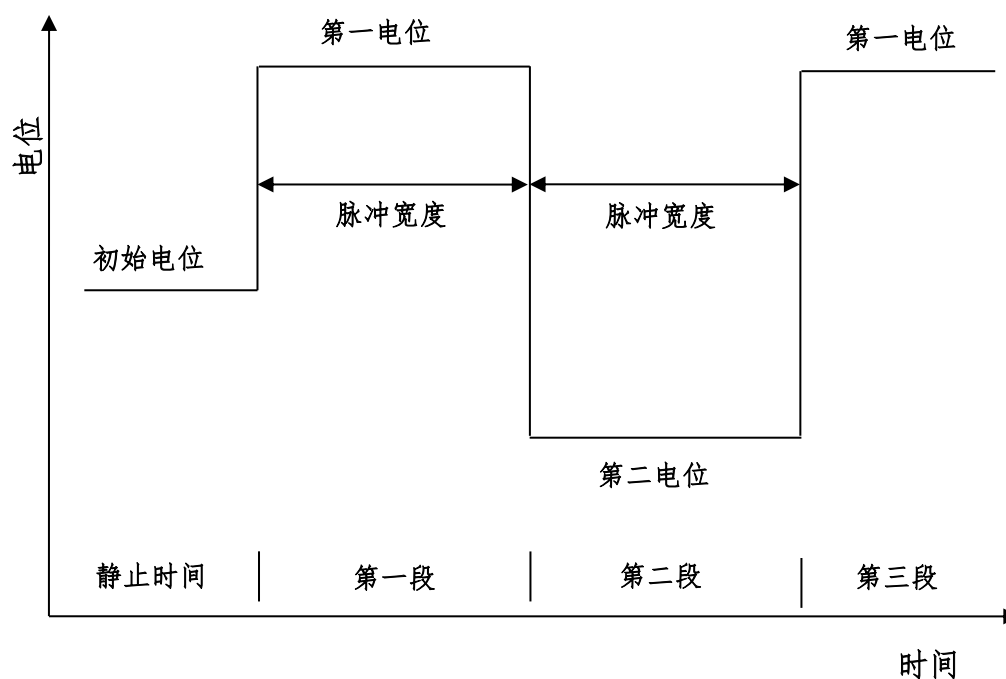 第一电位
第一电位
电位
脉冲宽度
脉冲宽度
初始电位
第二电位
静止时间
第一段
第二段
第三段
时间